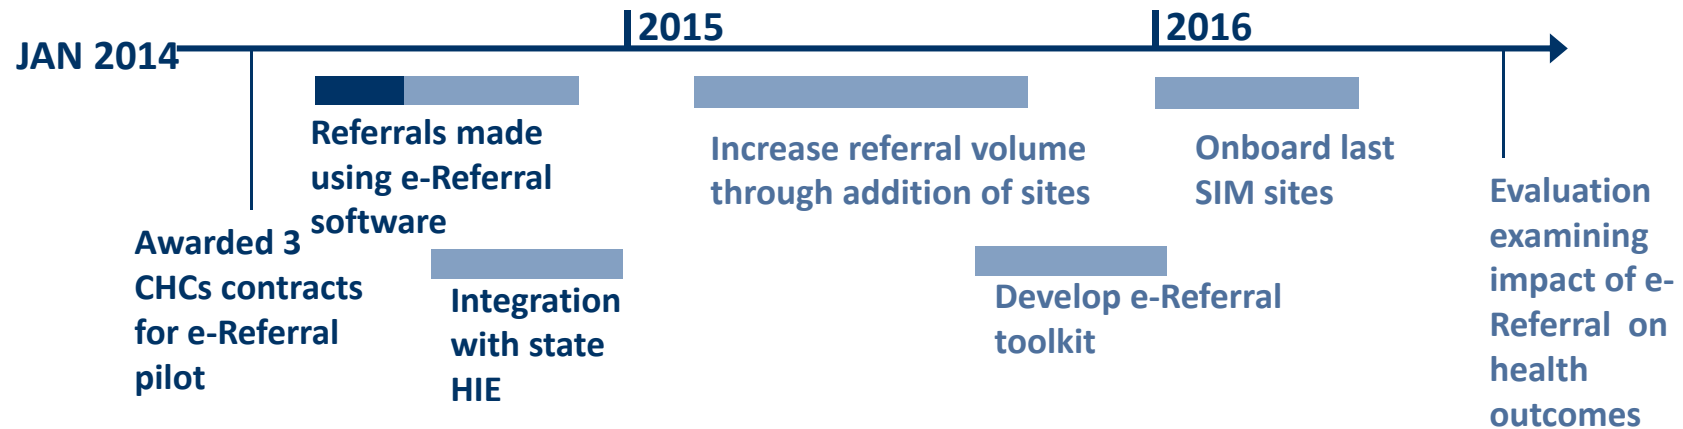 JAN 2014
2015
2016
Referrals made
using e-Referral
software
Increase referral volume
through addition of sites
Onboard last
SIM sites
Awarded 3
CHCs contracts
for e-Referral
pilot
Integration
with state
HIE
Develop e-Referral
toolkit
Evaluation
examining
impact of e-
Referral on
health
outcomes